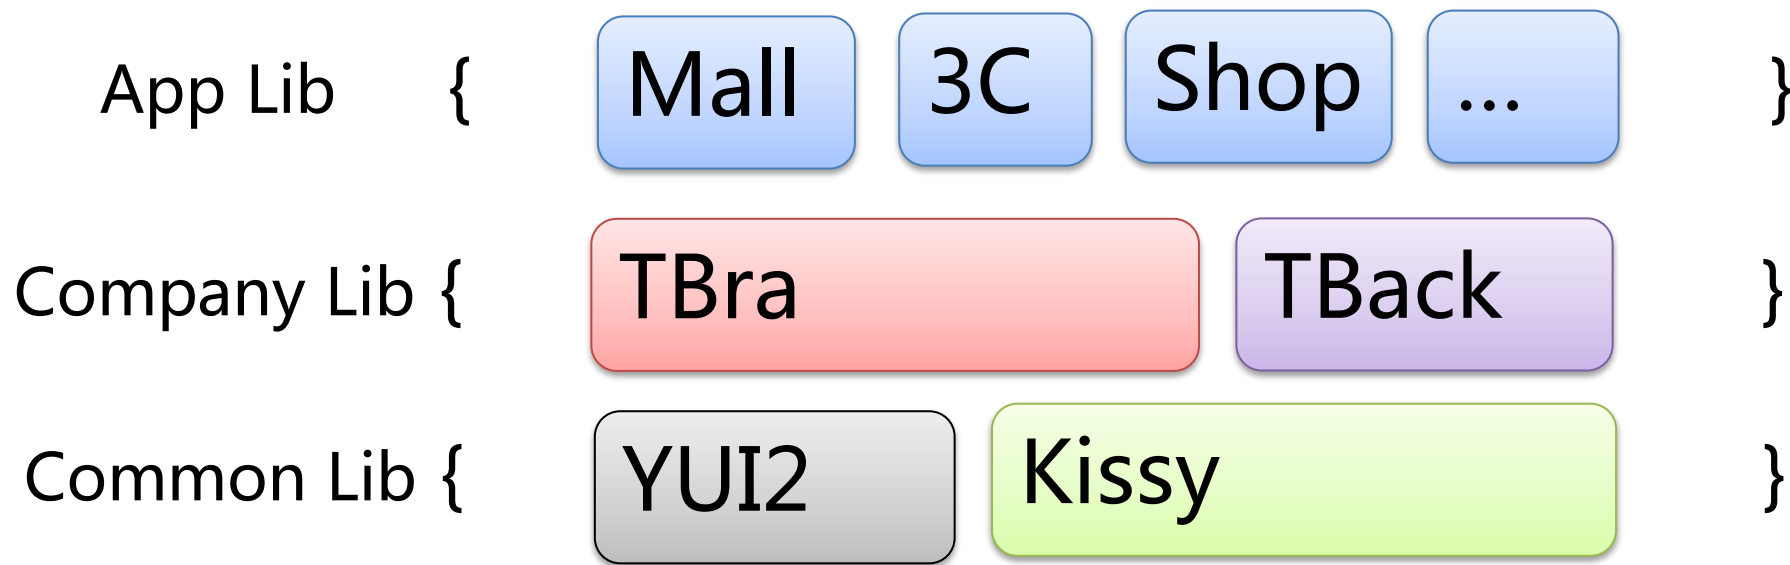 App Lib { Mall 3C Shop ... }
Company Lib { TBra TBack }
Common Lib { YUI2 Kissy }